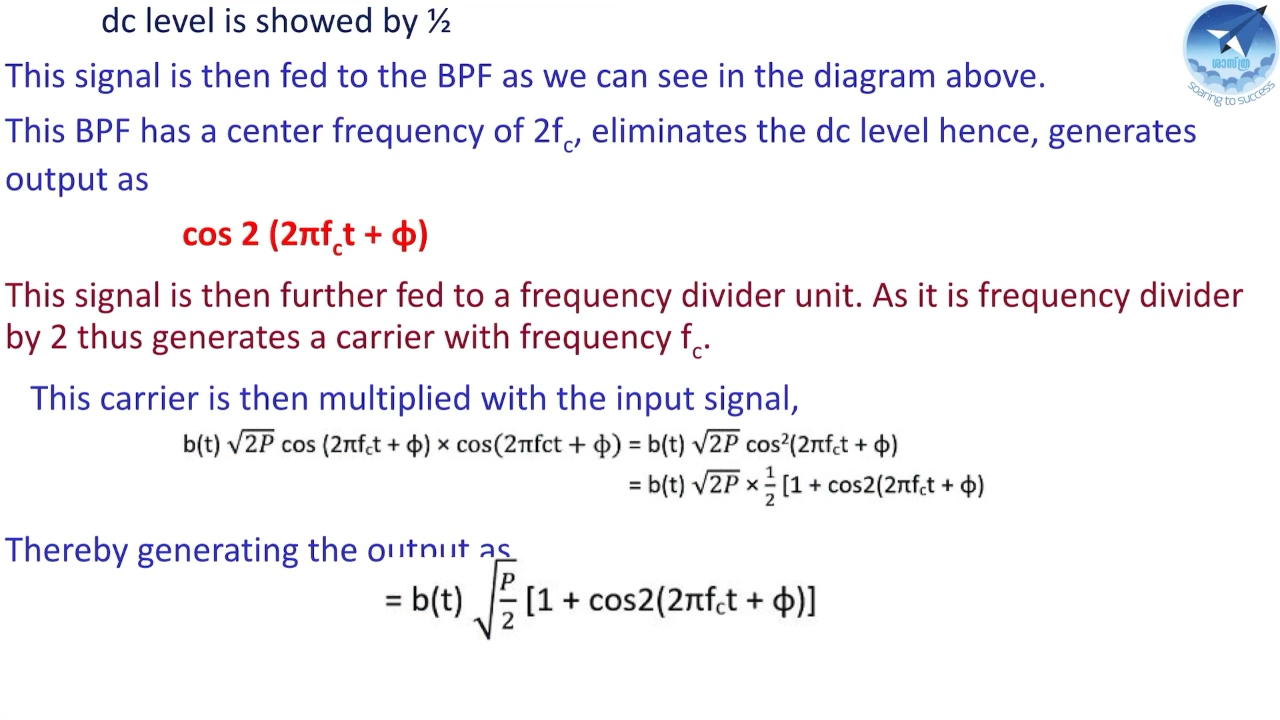 dc level is showed by ½
This signal is then fed to the BPF as we can see in the diagram above.
This BPF has a center frequency of 2fc, eliminates the dc level hence, generates
output as
cos 2 (2πfct + ф)
This signal is then further fed to a frequency divider unit. As it is frequency divider
by 2 thus generates a carrier with frequency fc.
This carrier is then multiplied with the input signal,
b(t) √2P cos (2πfct + ф) × cos(2πfct + ф) = b(t) √2P cos²(2πfct + ф)
= b(t) √2P × 1/2 [1 + cos2(2πfct + ф)
Thereby generating the output as
= b(t) √P/2 [1 + cos2(2πfct + ф)]
ശാസ്ത്ര
soaring to success